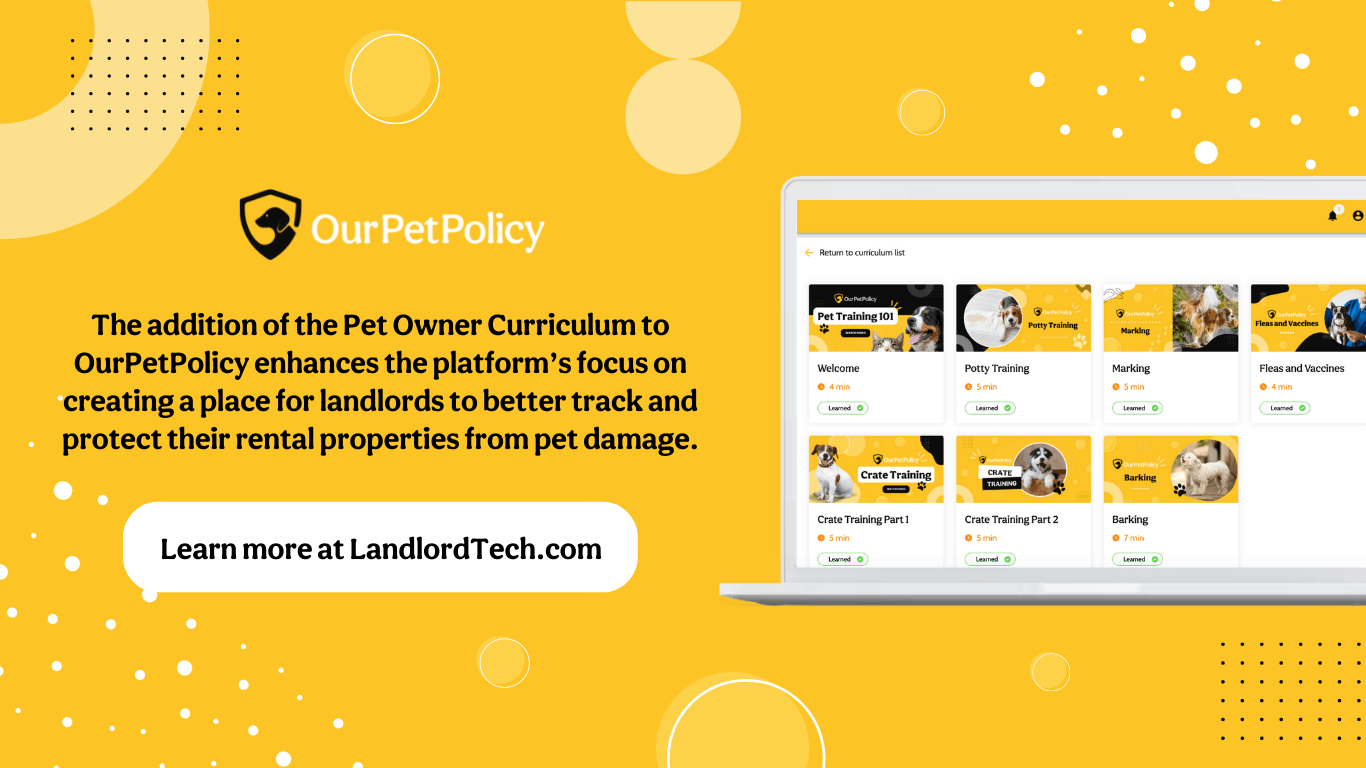 OurPetPolicy
The addition of the Pet Owner Curriculum to
OurPetPolicy enhances the platform’s focus on
creating a place for landlords to better track and
protect their rental properties from pet damage.
Learn more at LandlordTech.com
Return to curriculum list
OurPetPolicy
Pet Training 101
Welcome
4 min
Learned
Potty Training
Potty Training
5 min
Learned
OurPetPolicy
Marking
Marking
5 min
Learned
OurPetPolicy
Fleas and Vaccines
Fleas and Vaccines
4 min
Learned
OurPetPolicy
Crate Training
Crate Training Part 1
5 min
Learned
OurPetPolicy
CRATE
TRAINING
Crate Training Part 2
5 min
Learned
OurPetPolicy
Barking
Barking
7 min
Learned